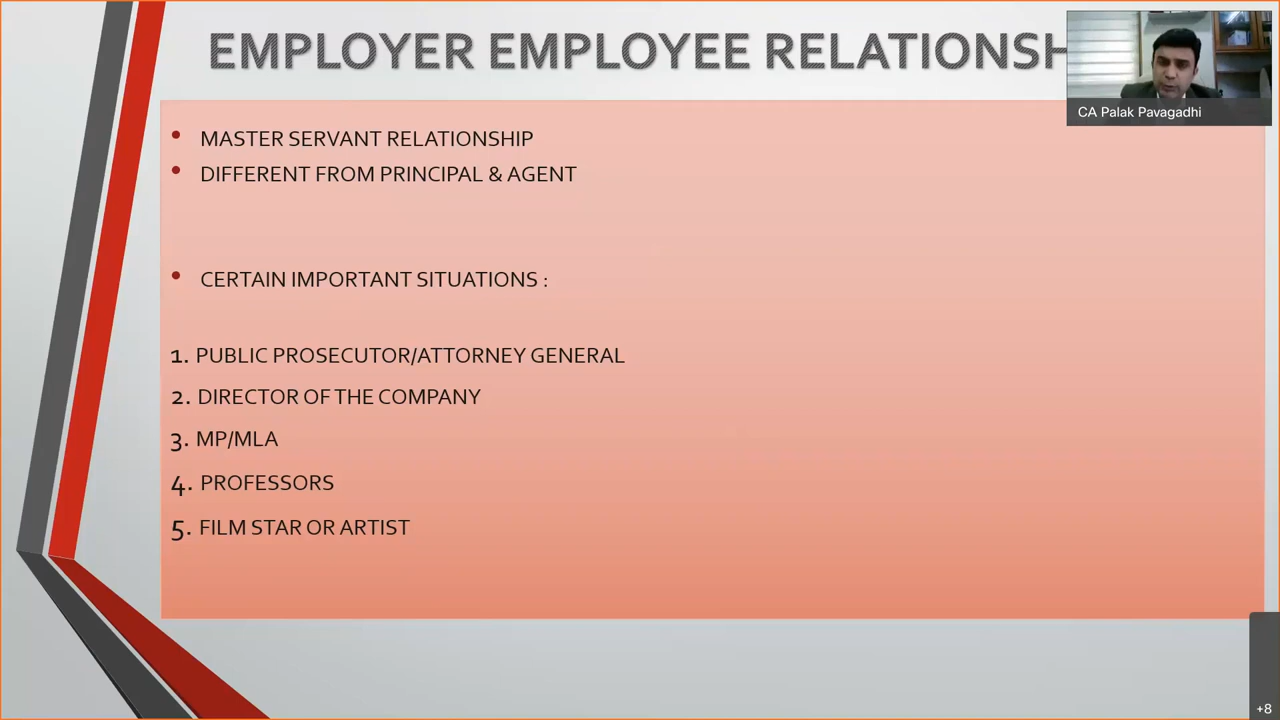 EMPLOYER EMPLOYEE RELATIONSH
CA Palak Pavagadhi
• MASTER SERVANT RELATIONSHIP
• DIFFERENT FROM PRINCIPAL & AGENT
• CERTAIN IMPORTANT SITUATIONS :
1. PUBLIC PROSECUTOR/ATTORNEY GENERAL
2. DIRECTOR OF THE COMPANY
3. MP/MLA
4. PROFESSORS
5. FILM STAR OR ARTIST
+8